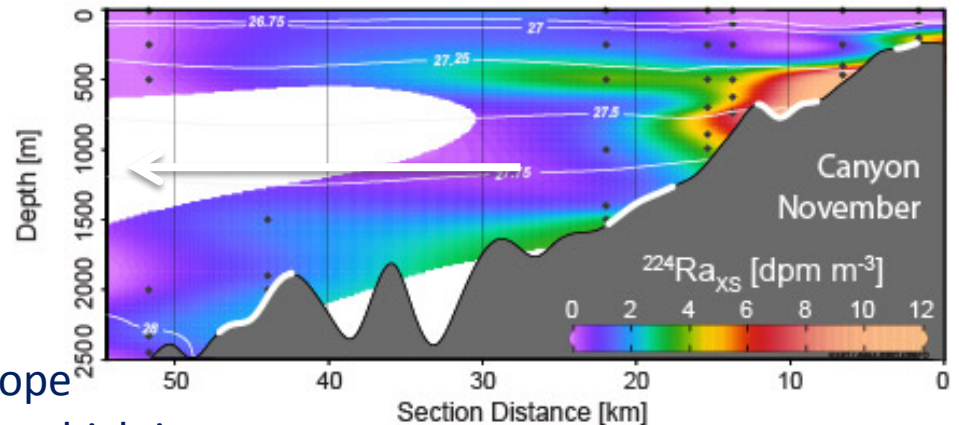 0
500
1000
1500
2000
2500
Depth [m]
26.75
27
27.25
27.5
27.75
28
Canyon
November
²²⁴Ra_XS [dpm m⁻³]
0 2 4 6 8 10 12
50 40 30 20 10 0
Section Distance [km]
ope